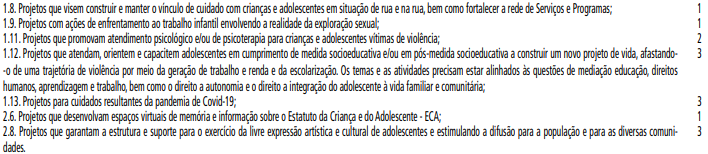 1.8. Projetos que visem construir e manter o vínculo de cuidado com crianças e adolescentes em situação de rua e na rua, bem como fortalecer a rede de Serviços e Programas; 1
1.9. Projetos com ações de enfrentamento ao trabalho infantil envolvendo a realidade da exploração sexual; 1
1.11. Projetos que promovam atendimento psicológico e/ou de psicoterapia para crianças e adolescentes vítimas de violência; 2
1.12. Projetos que atendam, orientem e capacitem adolescentes em cumprimento de medida socioeducativa e/ou em pós-medida socioeducativa a construir um novo projeto de vida, afastando- 3
-o de uma trajetória de violência por meio da geração de trabalho e renda e da escolarização. Os temas e as atividades precisam estar alinhados às questões de mediação educação, direitos
humanos, aprendizagem e trabalho, bem como o direito a autonomia e o direito a integração do adolescente à vida familiar e comunitária;
1.13. Projetos para cuidados resultantes da pandemia de Covid-19; 3
2.6. Projetos que desenvolvam espaços virtuais de memória e informação sobre o Estatuto da Criança e do Adolescente - ECA; 1
2.8. Projetos que garantam a estrutura e suporte para o exercício da livre expressão artística e cultural de adolescentes e estimulando a difusão para a população e para as diversas comuni- 3
dades.